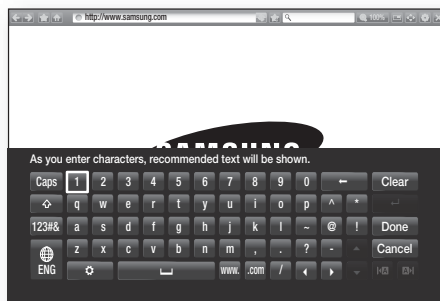 http://www.samsung.com 100%
SAMSUNG
As you enter characters, recommended text will be shown.
Caps 1 2 3 4 5 6 7 8 9 0 Clear
q w e r t y u i o p ^ *
123#& a s d f g h j k l ~ @ ! Done
z x c v b n m , . ? - Cancel
ENG www. .com /